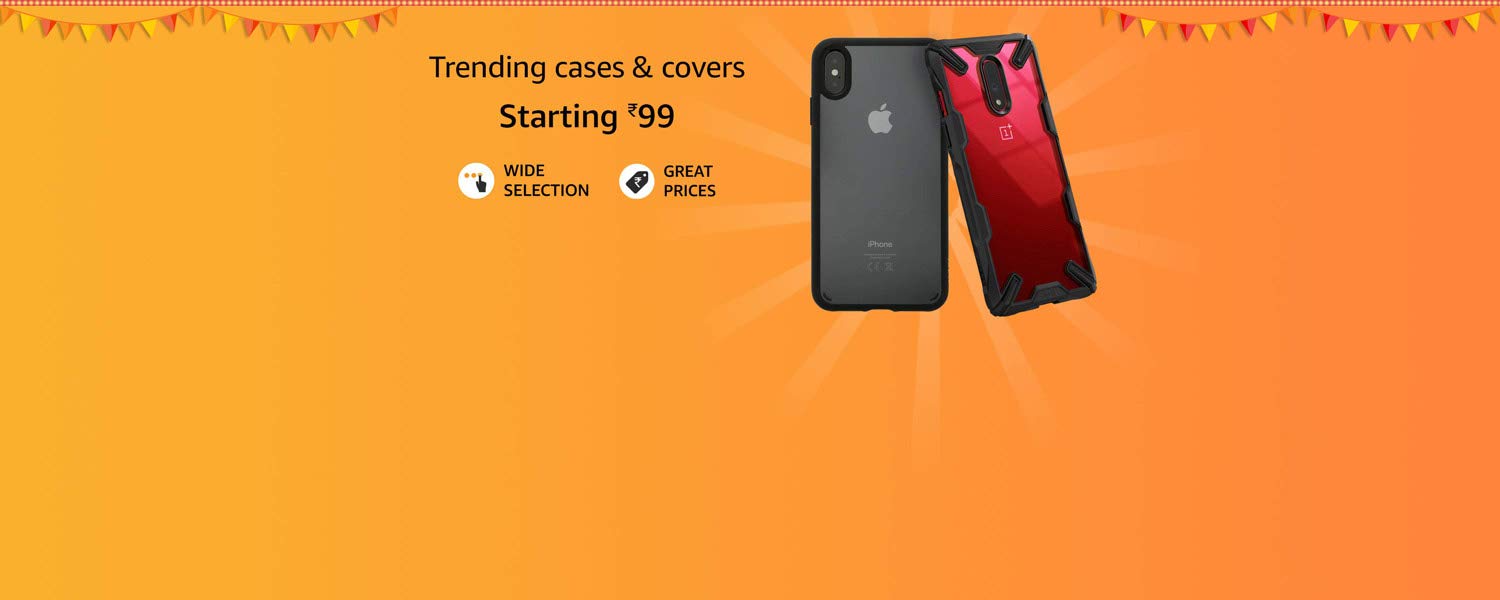 Trending cases & covers
Starting ₹99
WIDE
SELECTION
GREAT
PRICES
iPhone